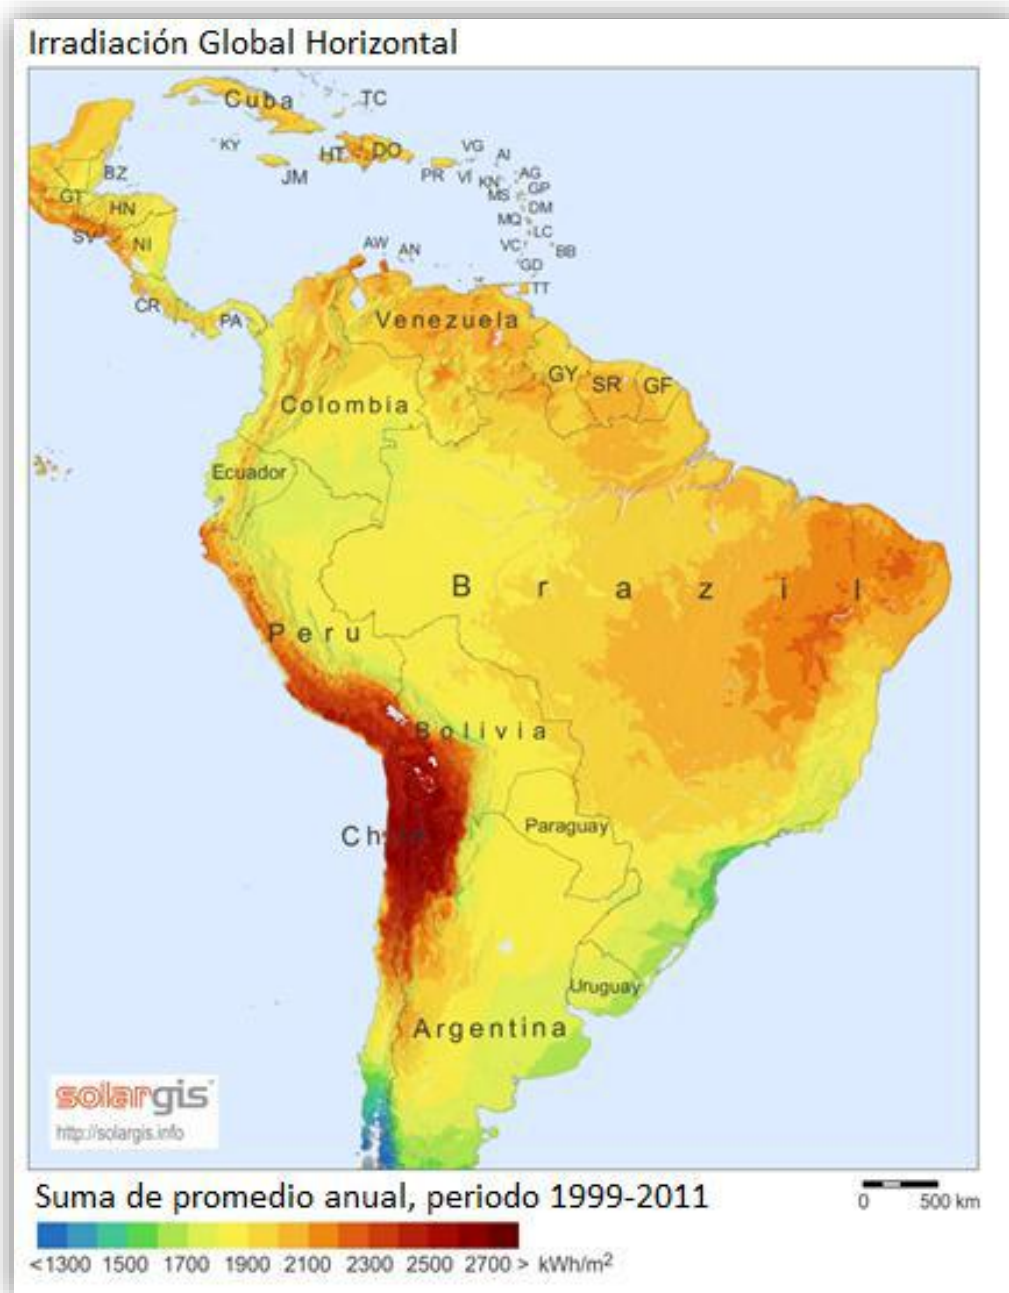 Irradiación Global Horizontal
Cuba
TC
KY
HT
DO
JM
PR
VG
VI
AI
KN
AG
MS
GP
DM
MQ
LC
VC
BB
GD
TT
BZ
GT
HN
SV
NI
CR
PA
AW
AN
Venezuela
GY
SR
GF
Colombia
Ecuador
Brazil
Peru
Bolivia
Paraguay
Chile
Uruguay
Argentina
solargis
http://solargis.info
Suma de promedio anual, periodo 1999-2011
0 500 km
<1300 1500 1700 1900 2100 2300 2500 2700 > kWh/m²